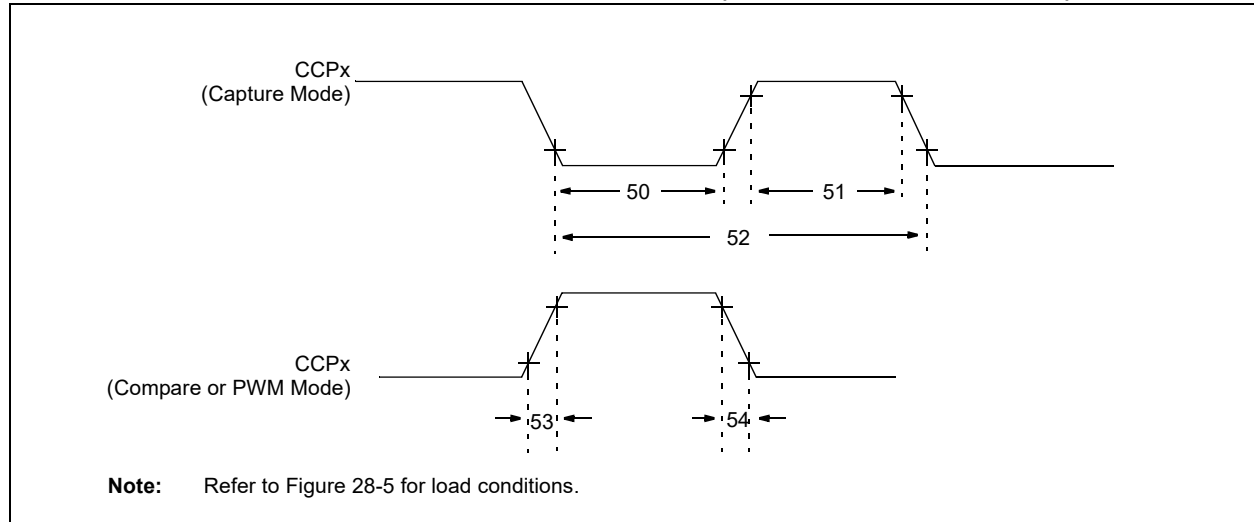 CCPx
(Capture Mode)
50
51
52
CCPx
(Compare or PWM Mode)
53
54
Note: Refer to Figure 28-5 for load conditions.